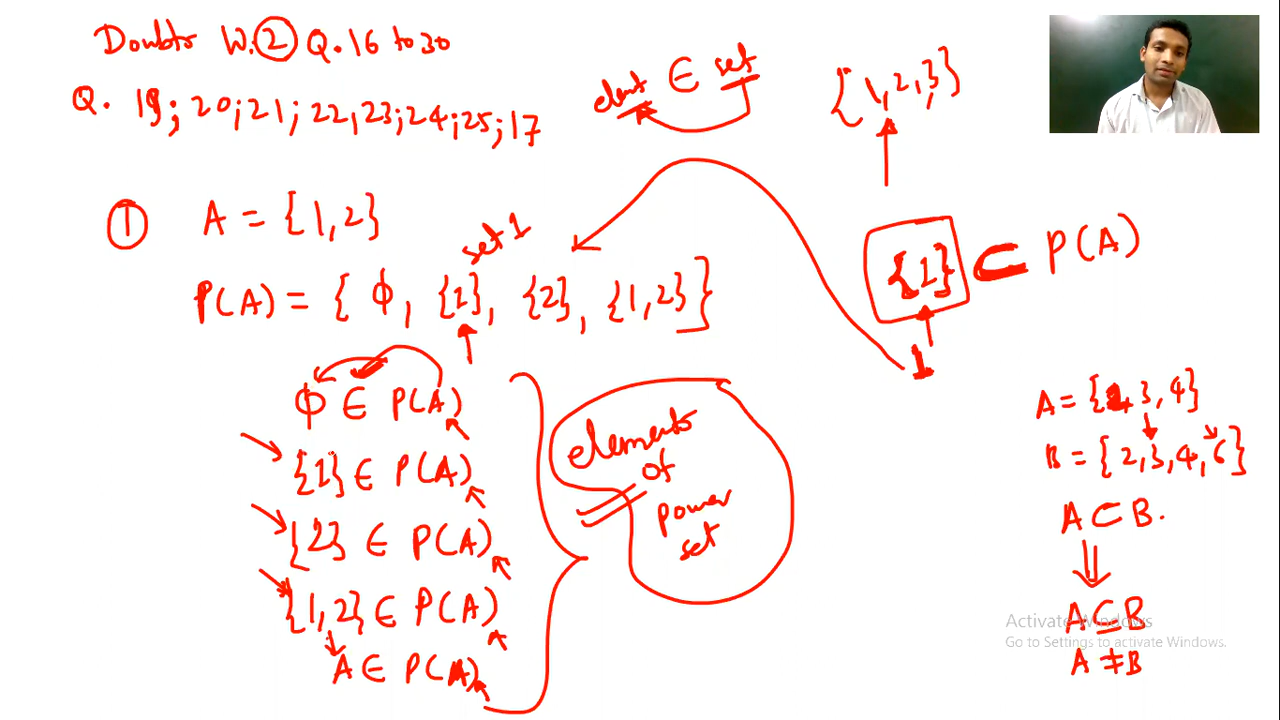 Doubts W.② Q.16 to 30
Q. 19; 20; 21; 22, 23; 24; 25; 17
∈ set
{1,2,3}
① A = {1,2}
set 1
P(A) = { ϕ, {1}, {2}, {1,2} }
{1} ⊂ P(A)
1
ϕ ∈ P(A)
{1} ∈ P(A)
{2} ∈ P(A)
{1,2} ∈ P(A)
A ∈ P(A)
elements
of
power
set
A = {2, 3, 4}
B = {2,3,4,6}
A ⊂ B.
⇓
A ⊆ B
A ≠ B
Activate Windows
Go to Settings to activate Windows.